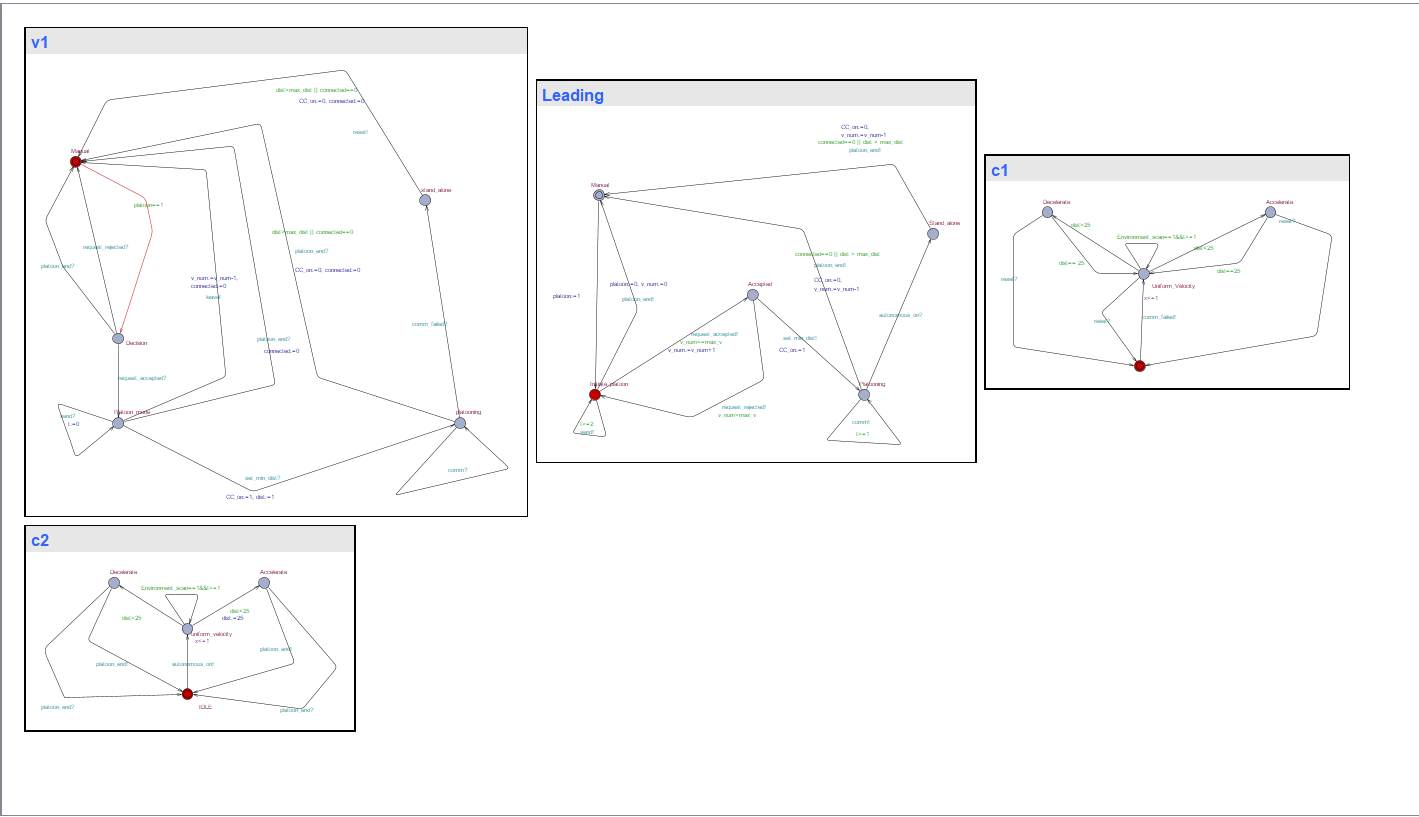 v1
dist>max_dist || connected==0
CC_on:=0, connected:=0
reset!
Manual
stand_alone
platoon==1
dist>max_dist || connected==0
request_rejected?
platoon_end?
platoon_end?
CC_on:=0, connected:=0
v_num:=v_num-1,
connected:=0
leave!
comm_failed?
platoon_end?
connected:=0
Decision
request_accepted?
Platoon_mode
platooning
send?
i:=0
comm?
set_min_dist?
CC_on:=1, dist:=1
Leading
CC_on:=0,
v_num:=v_num-1
connected==0 || dist > max_dist
platoon_end!
Manual
Stand_alone
connected==0 || dist > max_dist
platoon_end!
CC_on:=0,
v_num:=v_num-1
platoon:=0, v_num:=0
platoon_end!
platoon:=1
Accepted
autonomous_on?
request_accepted!
v_num<=max_v
v_num:=v_num+1
set_min_dist!
CC_on:=1
Initiate_platoon
Platooning
request_rejected!
v_num>max_v
i>=2
send!
comm!
i>=1
c1
Decelerate
Accelerate
dist>25
reset?
Environment_scan==1&&i>=1
dist<25
dist== 25
dist==25
reset?
Uniform_Velocity
x<=1
reset?
comm_failed!
c2
Decelerate
Accelerate
Environment_scan==1&&i>=1
dist>25
dist<25
dist:=25
uniform_velocity
x<=1
platoon_end?
platoon_end!
autonomous_on!
platoon_end?
IDLE
platoon_end?